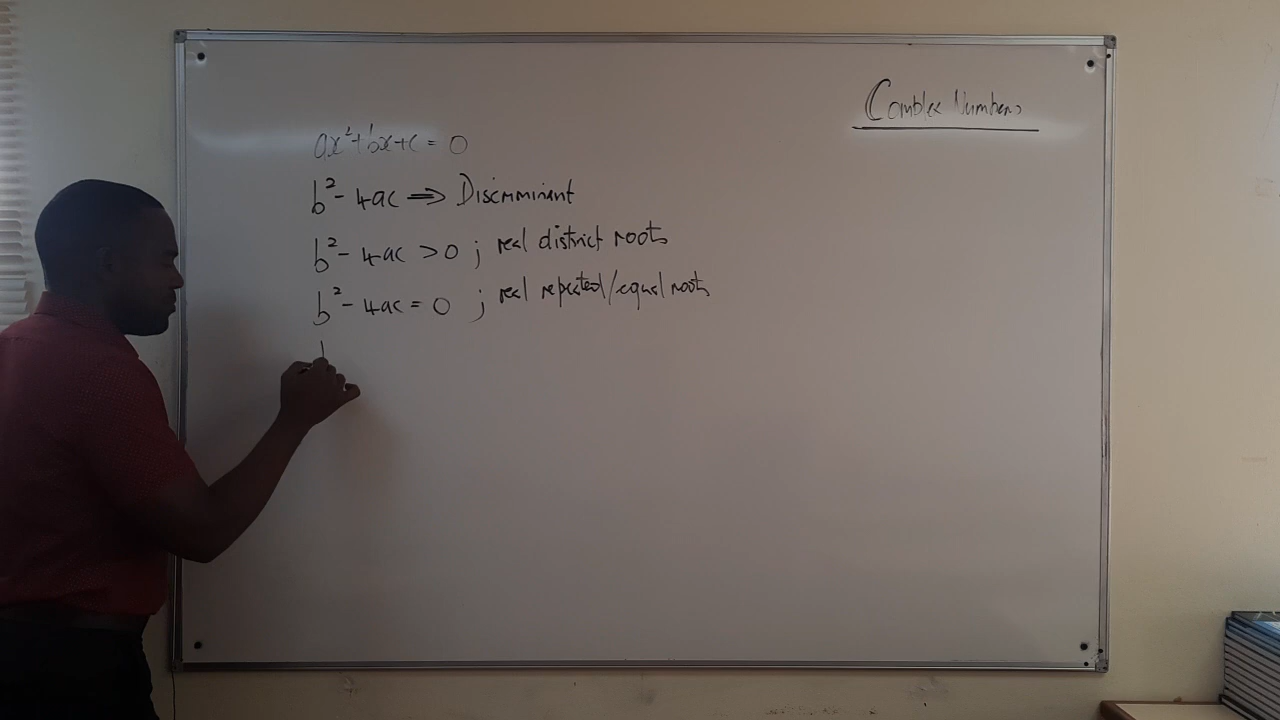 Complex Numbers
ax²+bx+c = 0
b² - 4ac ⇒ Discriminant
b² - 4ac > 0 ; real district roots
b² - 4ac = 0 ; real repeated/equal roots